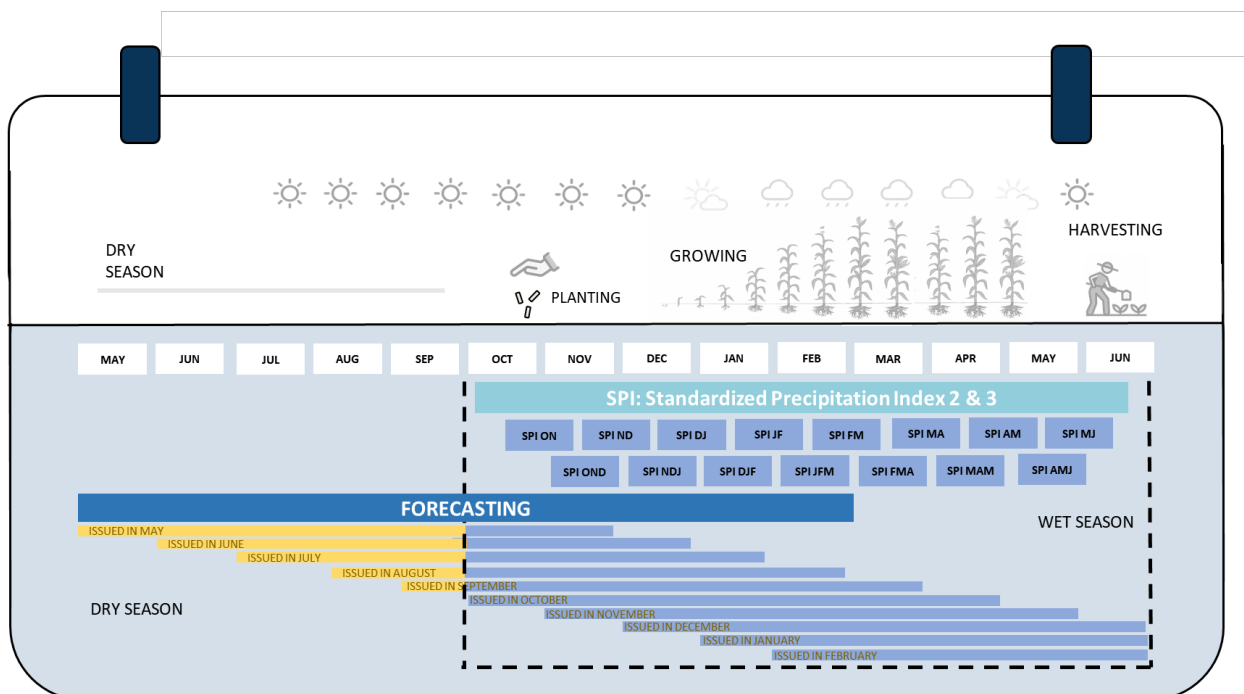 DRY
SEASON
PLANTING
GROWING
HARVESTING
MAY JUN JUL AUG SEP OCT NOV DEC JAN FEB MAR APR MAY JUN
SPI: Standardized Precipitation Index 2 & 3
SPI ON SPI ND SPI DJ SPI JF SPI FM SPI MA SPI AM SPI MJ
SPI OND SPI NDJ SPI DJF SPI JFM SPI FMA SPI MAM SPI AMJ
FORECASTING
WET SEASON
ISSUED IN MAY
ISSUED IN JUNE
ISSUED IN JULY
ISSUED IN AUGUST
ISSUED IN SEPTEMBER
ISSUED IN OCTOBER
DRY SEASON
ISSUED IN NOVEMBER
ISSUED IN DECEMBER
ISSUED IN JANUARY
ISSUED IN FEBRUARY